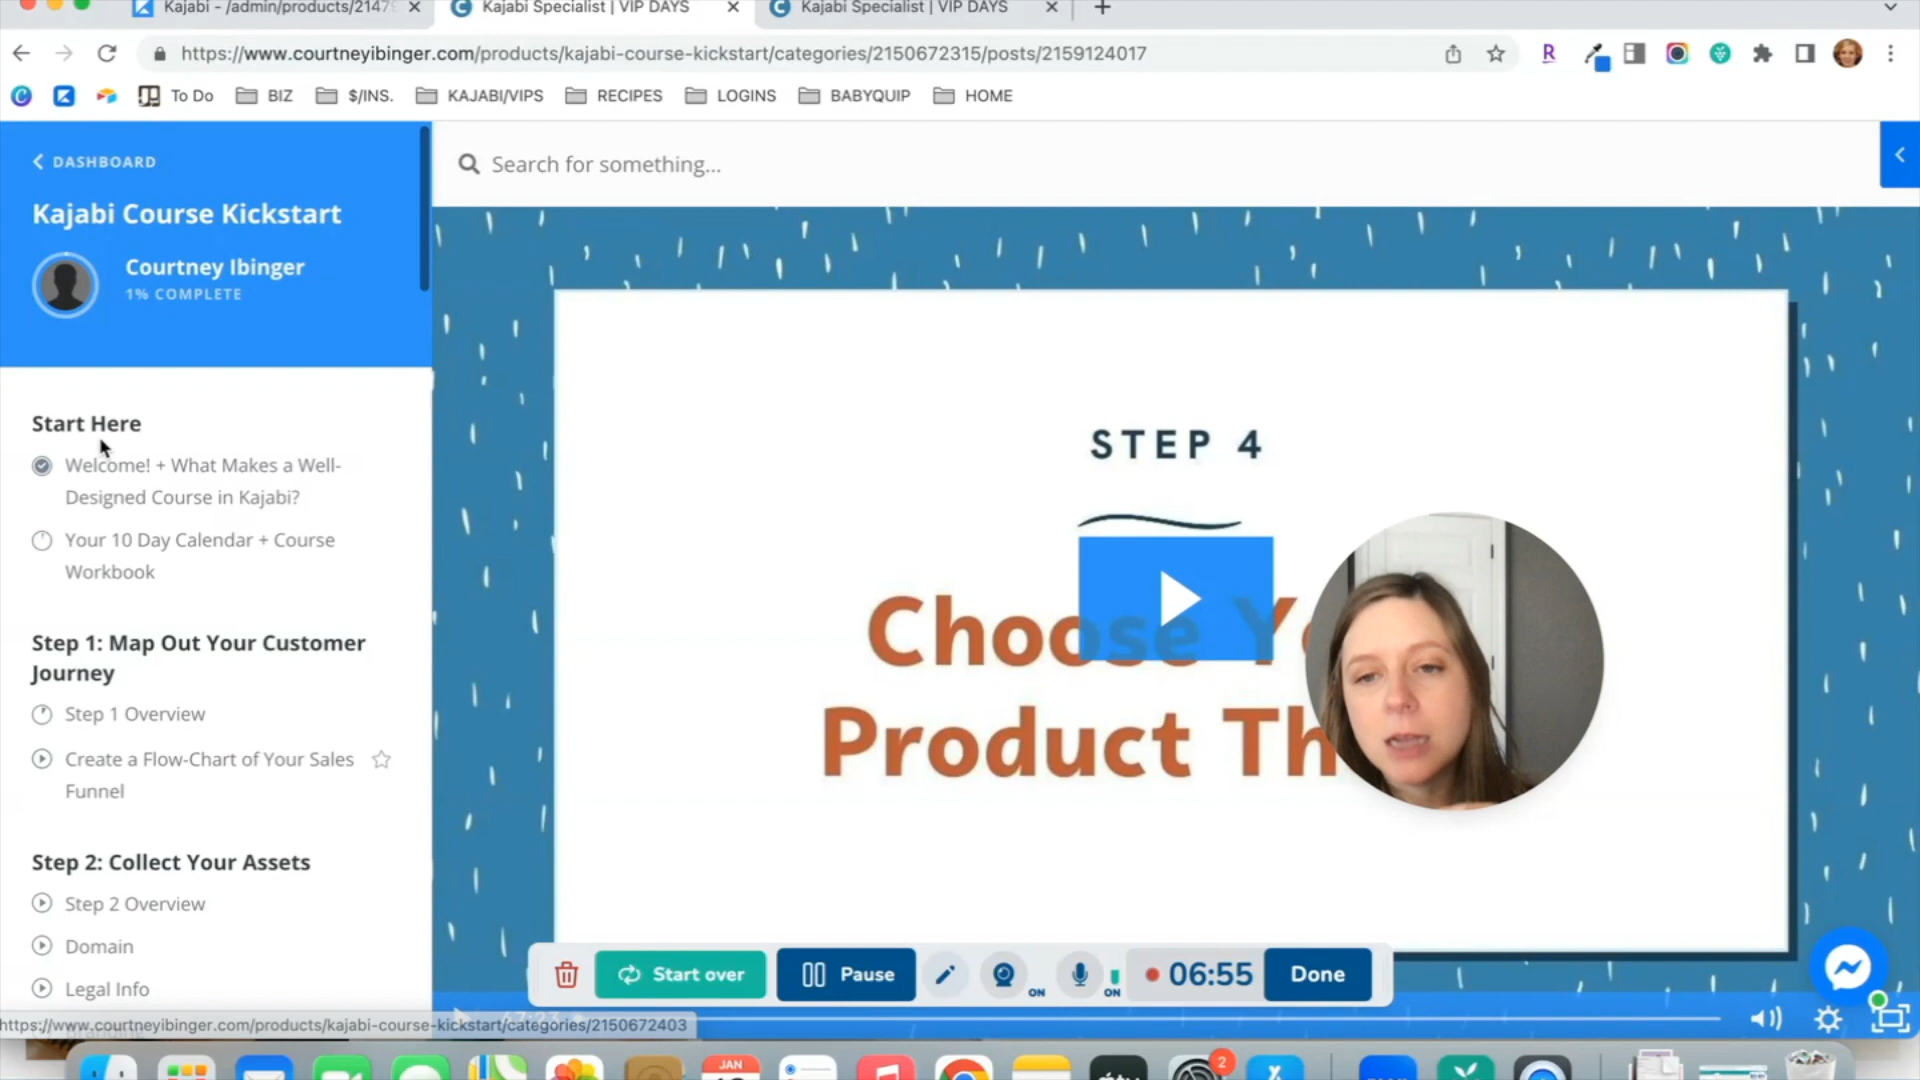 Kajabi - /admin/products/2147
Kajabi Specialist | VIP DAYS
Kajabi Specialist | VIP DAYS
https://www.courtneyibinger.com/products/kajabi-course-kickstart/categories/2150672315/posts/2159124017
To Do
BIZ
$/INS.
KAJABI/VIPS
RECIPES
LOGINS
BABYQUIP
HOME
DASHBOARD
Kajabi Course Kickstart
Courtney Ibinger
1% COMPLETE
Search for something...
Start Here
Welcome! + What Makes a Well-
Designed Course in Kajabi?
Your 10 Day Calendar + Course
Workbook
Step 1: Map Out Your Customer
Journey
Step 1 Overview
Create a Flow-Chart of Your Sales
Funnel
Step 2: Collect Your Assets
Step 2 Overview
Domain
Legal Info
STEP 4
Choose
Product
Start over
Pause
ON
ON
06:55
Done
https://www.courtneyibinger.com/products/kajabi-course-kickstart/categories/2150672403
JAN
2